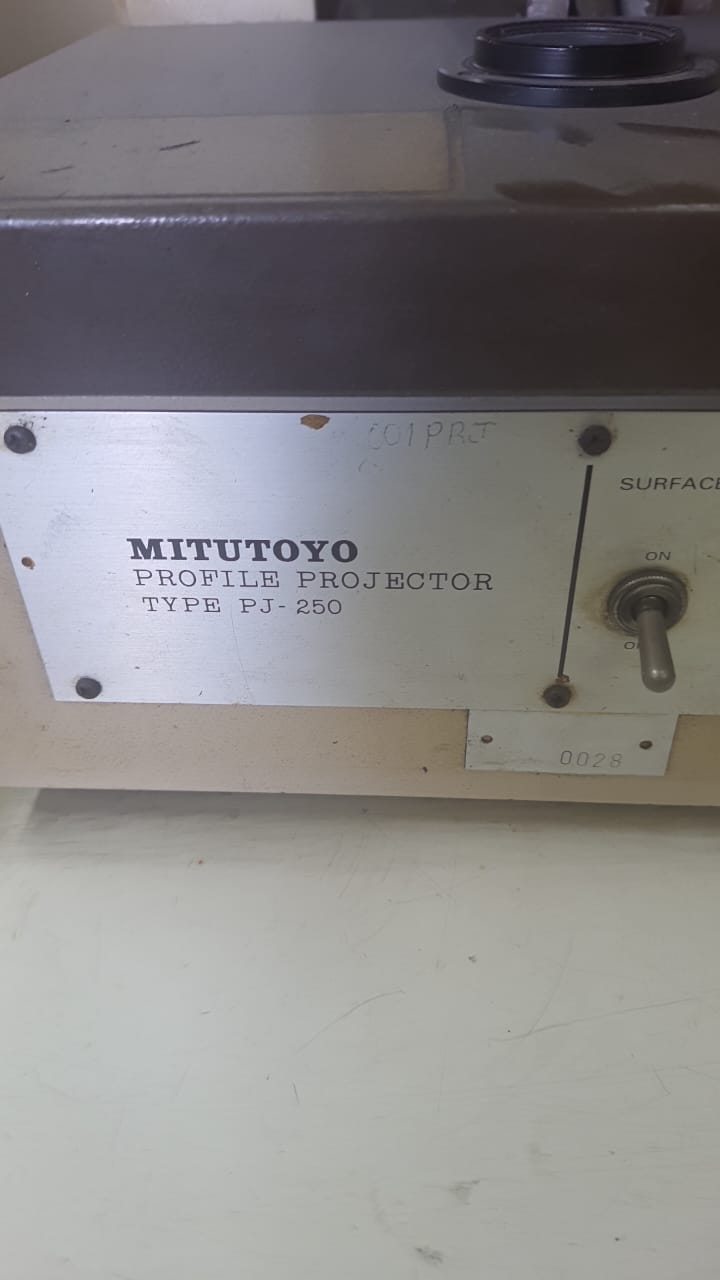 001PRJ
MITUTOYO
PROFILE PROJECTOR
TYPE PJ-250
SURFACE
ON
0028